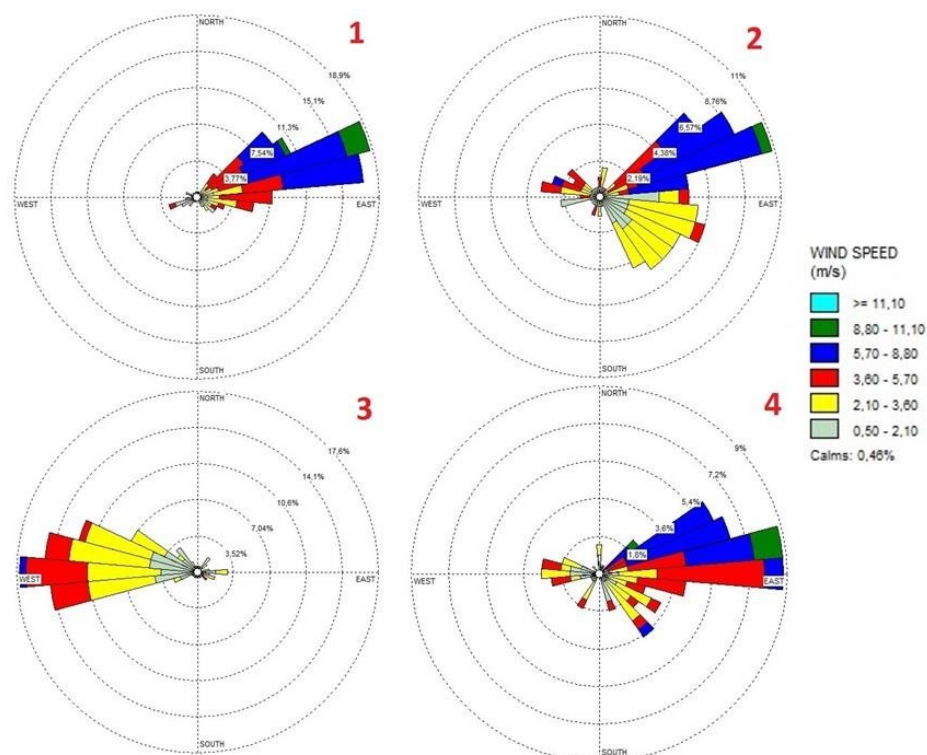 1
NORTH
18,9%
15,1%
11,3%
7,54%
3,77%
WEST
EAST
SOUTH
2
NORTH
11%
8,76%
6,57%
4,38%
2,19%
WEST
EAST
SOUTH
3
NORTH
17,6%
14,1%
10,6%
7,04%
3,52%
WEST
EAST
SOUTH
4
NORTH
9%
7,2%
5,4%
3,6%
1,8%
EAST
WIND SPEED
(m/s)
>= 11,10
8,80 - 11,10
5,70 - 8,80
3,60 - 5,70
2,10 - 3,60
0,50 - 2,10
Calms: 0,46%
WEST
SOUTH